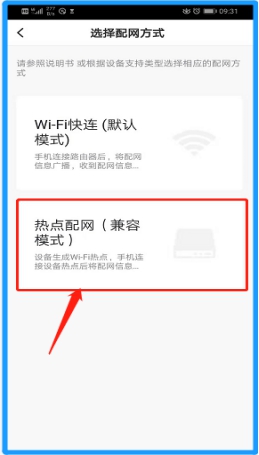 09:31
选择配网方式
请参照说明书 或根据设备支持类型选择相应的配网方
式
Wi-Fi快连 (默认
模式)
手机连接路由器后，将配网
信息广播，收到配网信息...
热点配网（兼容
模式）
设备生成Wi-Fi热点，手机连
接设备热点后将配网信息...